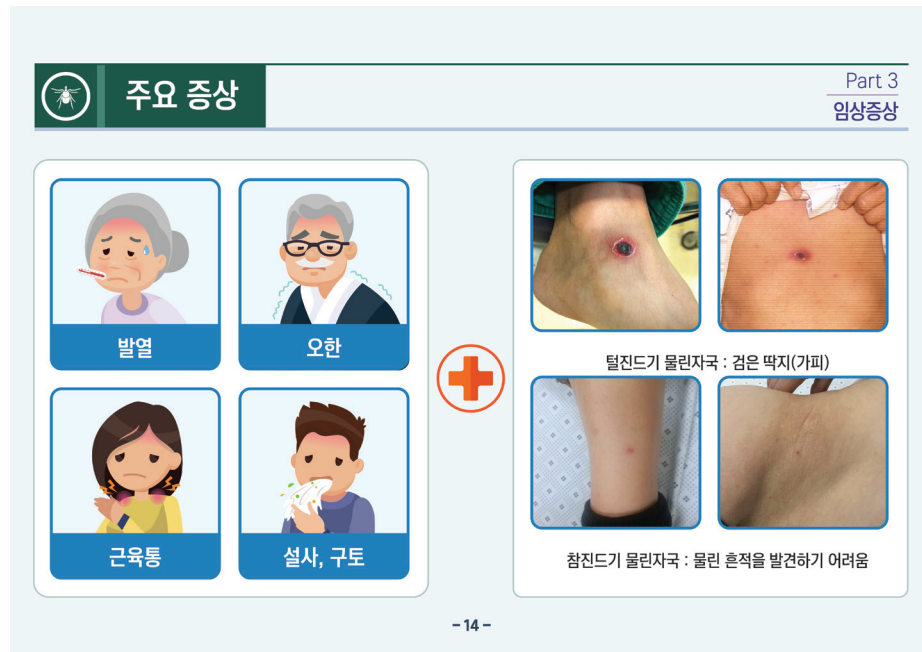 주요 증상
Part 3
임상증상
발열
오한
근육통
설사, 구토
털진드기 물린자국 : 검은 딱지(가피)
참진드기 물린자국 : 물린 흔적을 발견하기 어려움
- 14 -